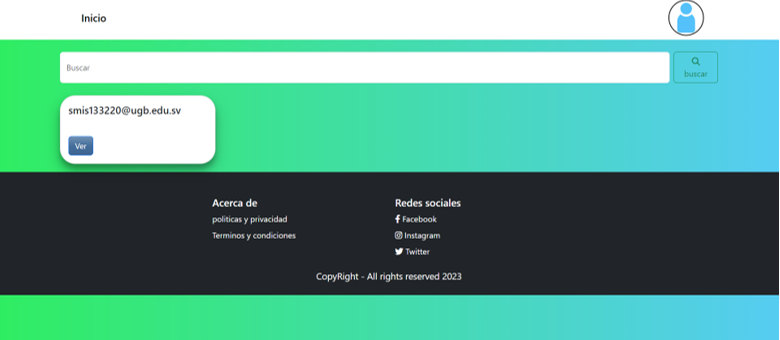 Inicio
Buscar
buscar
smis133220@ugb.edu.sv
Ver
Acerca de
politicas y privacidad
Terminos y condiciones
Redes sociales
Facebook
Instagram
Twitter
CopyRight - All rights reserved 2023